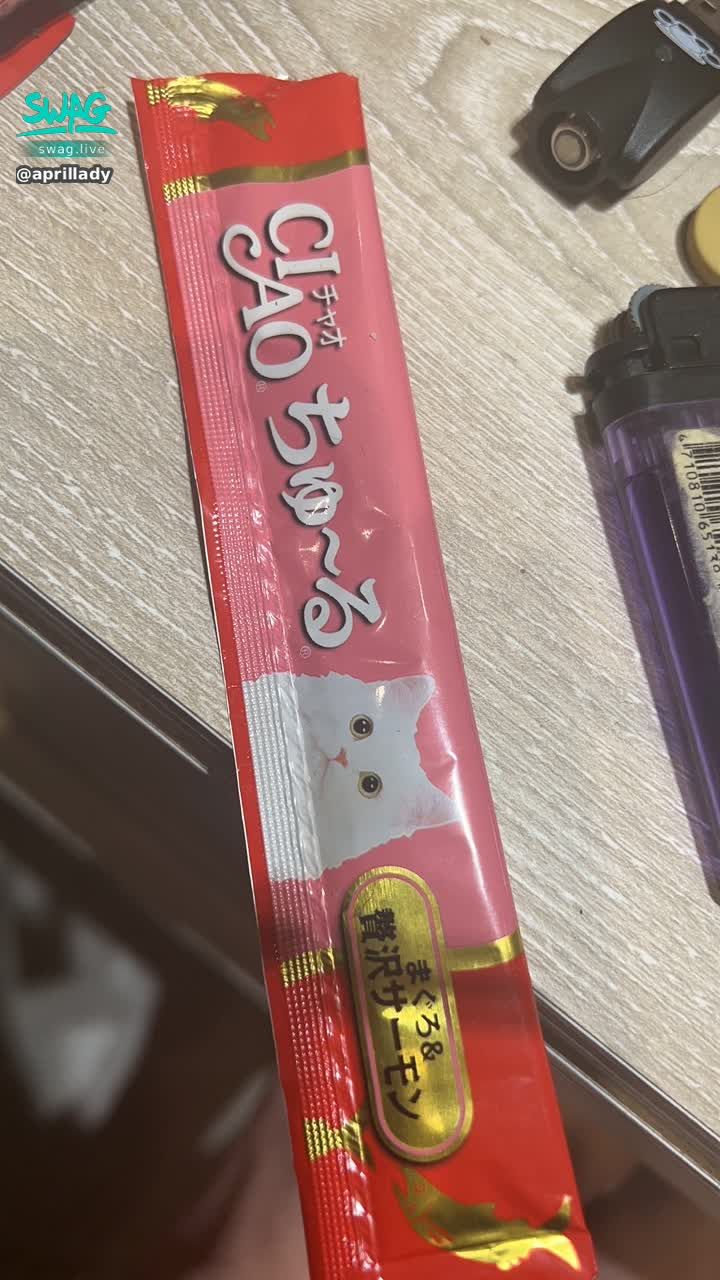 SWAG
swag.live
@aprillady
CIAO
チャオ
ちゅ〜る
まぐろ&
贅沢サーモン